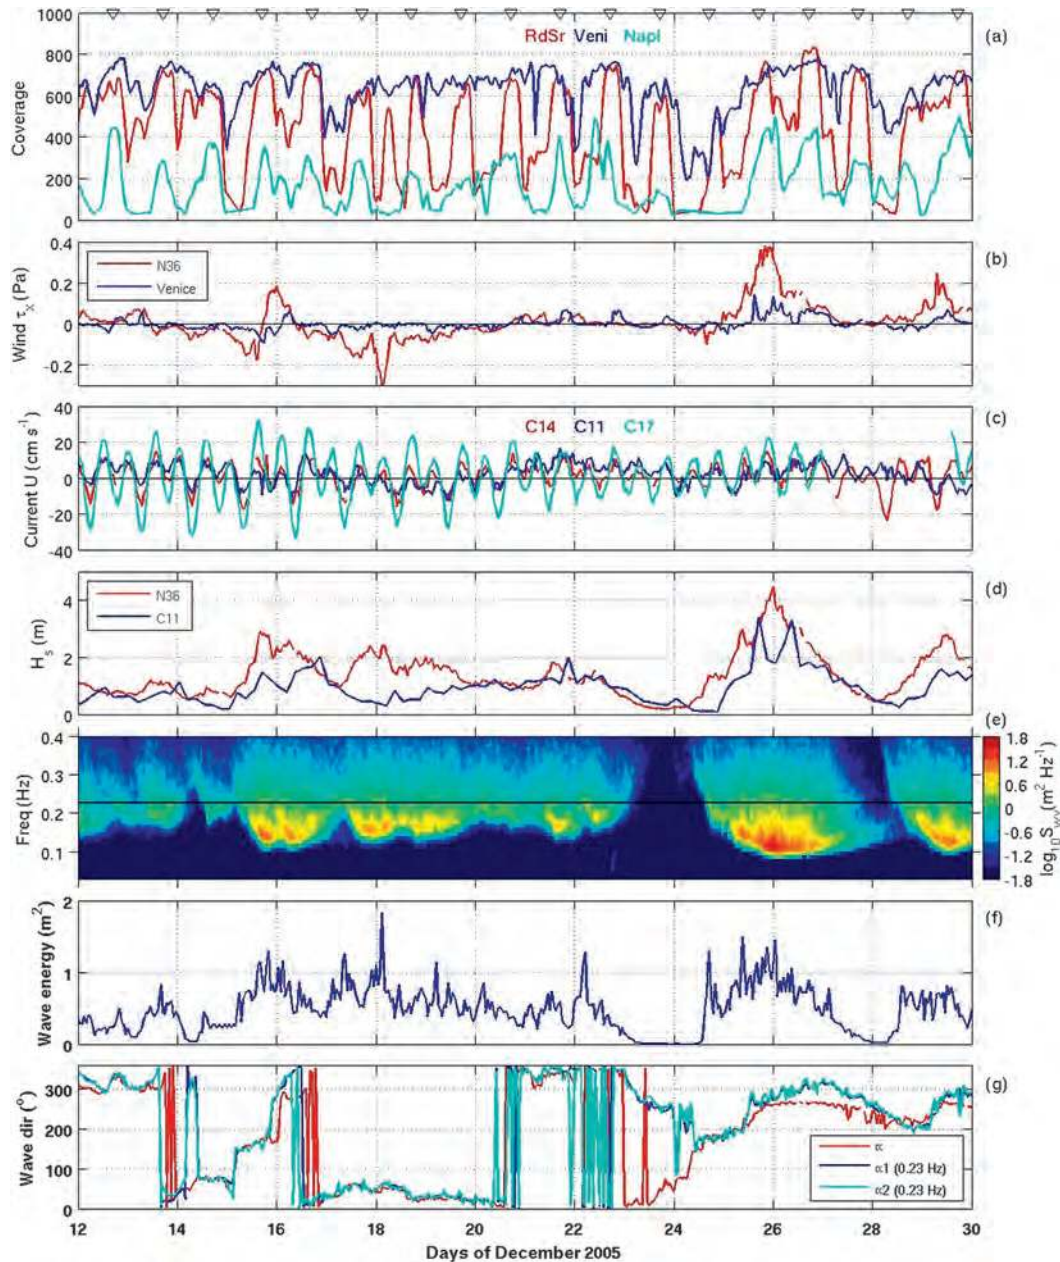 1000
800
600
400
200
0
Coverage
RdSr Veni Napl
(a)
0.4
0.2
0
-0.2
Wind τx (Pa)
N36
Venice
(b)
40
20
0
-20
-40
Current U (cm s-1)
C14 C11 C17
(c)
4
2
0
Hs (m)
N36
C11
(d)
0.4
0.3
0.2
0.1
Freq (Hz)
(e)
1.8
1.2
0.6
0
-0.6
-1.2
-1.8
(m2 Hz-1)
2
1
0
Wave energy (m2)
(f)
300
200
100
0
Wave dir (°)
α
α1 (0.23 Hz)
α2 (0.23 Hz)
(g)
12 14 16 18 20 22 24 26 28 30
Days of December 2005